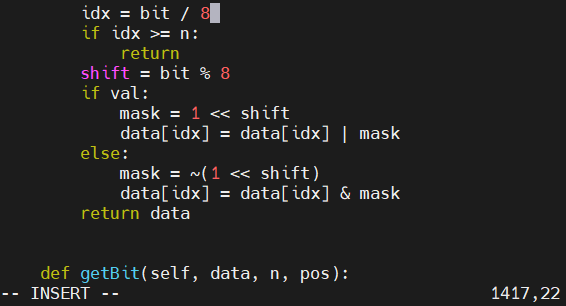 idx = bit / 8
if idx >= n:
return
shift = bit % 8
if val:
mask = 1 << shift
data[idx] = data[idx] | mask
else:
mask = ~(1 << shift)
data[idx] = data[idx] & mask
return data
def getBit(self, data, n, pos):
-- INSERT -- 1417,22